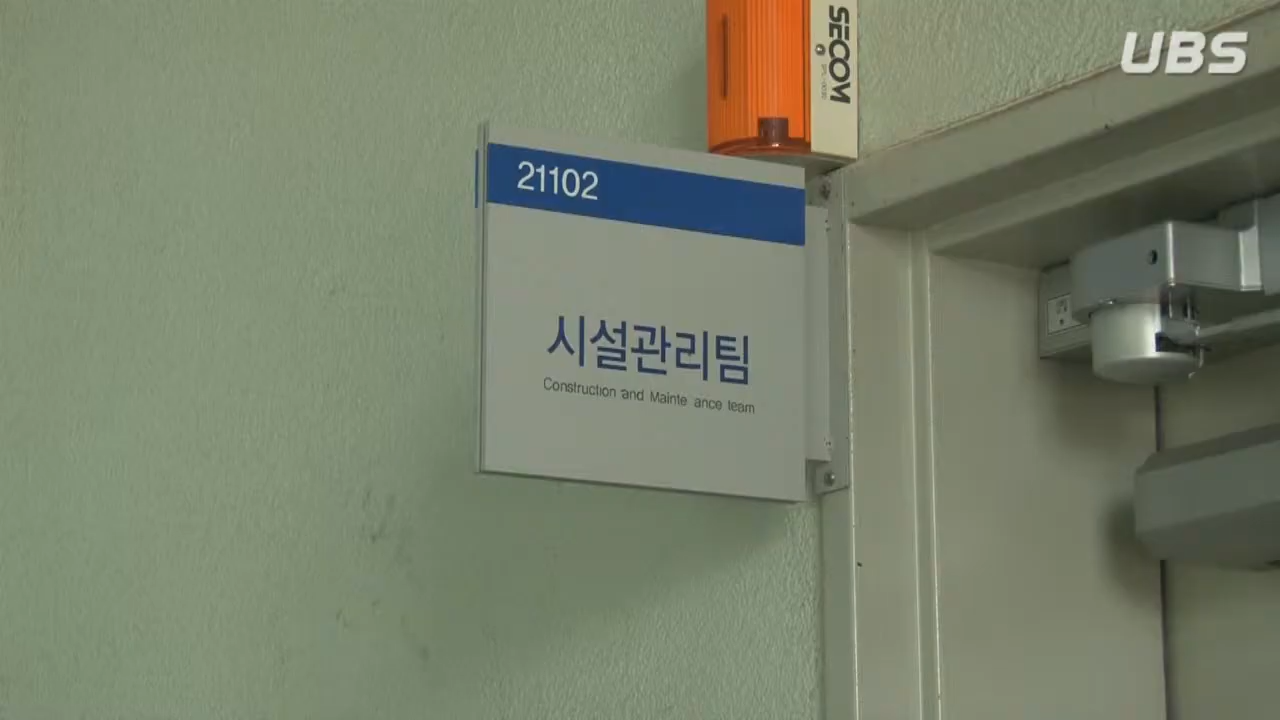 SECOM
UBS
21102
시설관리팀
Construction and Mainte ance team